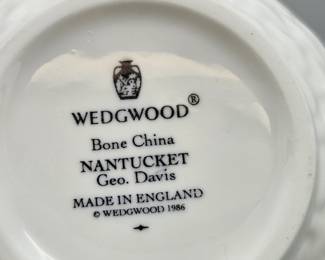 WEDGWOOD®
Bone China
NANTUCKET
Geo. Davis
MADE IN ENGLAND
© WEDGWOOD 1986